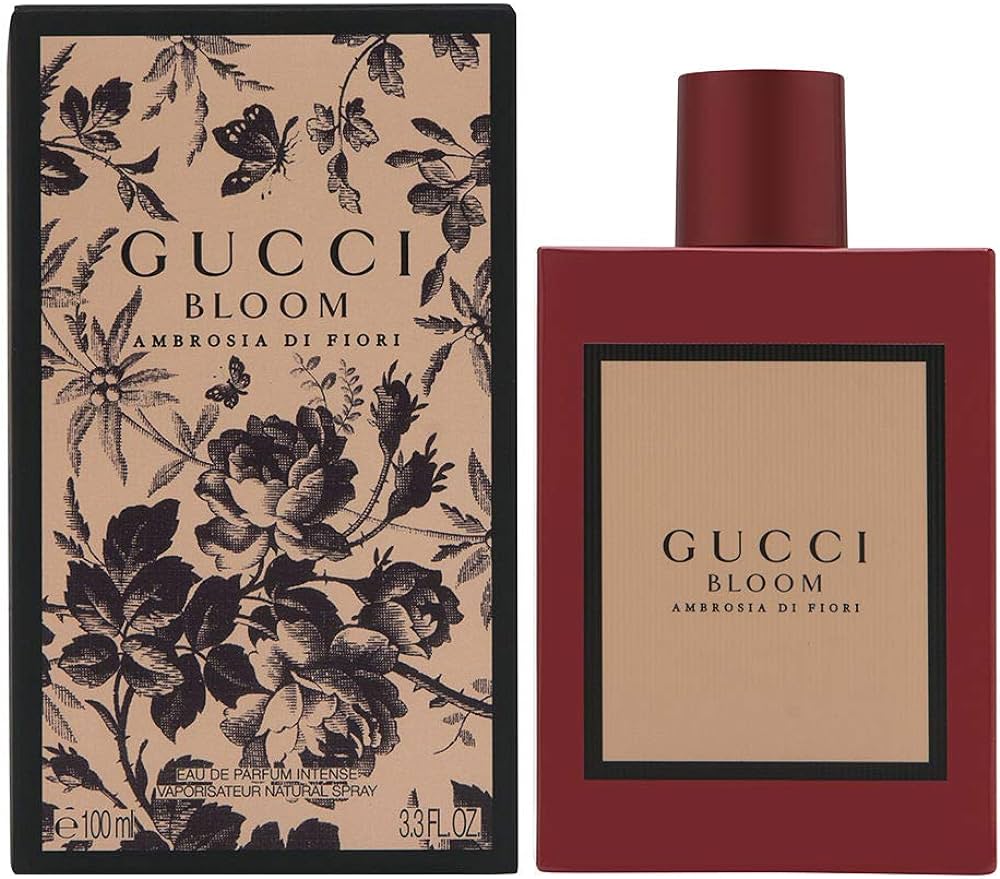 GUCCI
BLOOM
AMBROSIA DI FIORI
EAU DE PARFUM INTENSE
VAPORISATEUR NATURAL SPRAY
℮100 ml 3.3 FL.OZ.
GUCCI
BLOOM
AMBROSIA DI FIORI